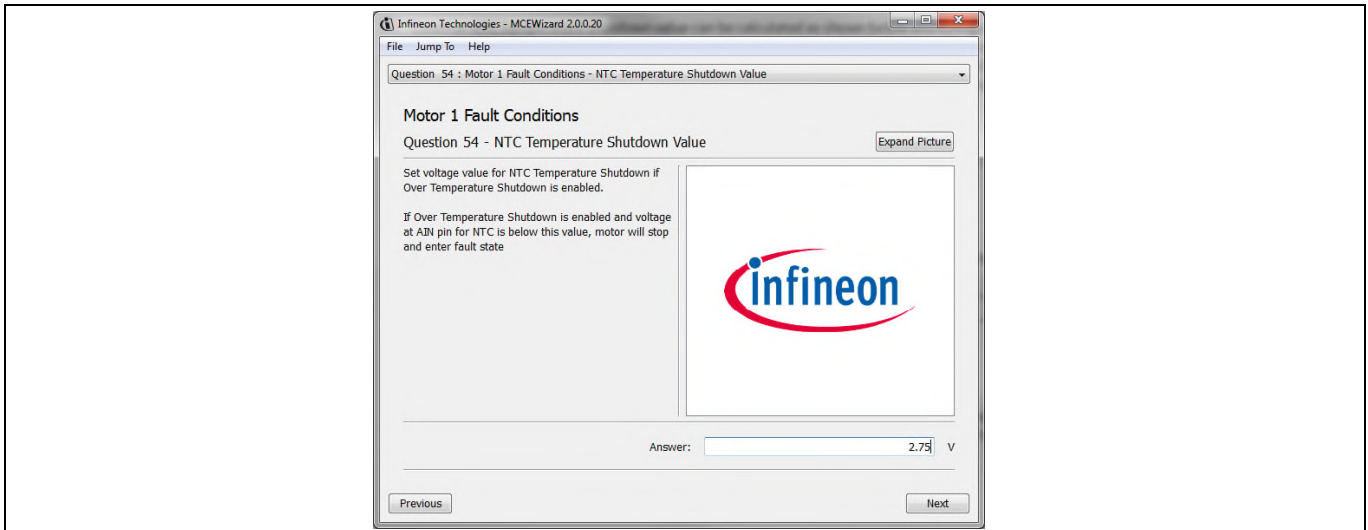 Infineon Technologies - MCEWizard 2.0.0.20
File Jump To Help
Question 54 : Motor 1 Fault Conditions - NTC Temperature Shutdown Value
Motor 1 Fault Conditions
Question 54 - NTC Temperature Shutdown Value
Expand Picture
Set voltage value for NTC Temperature Shutdown if
Over Temperature Shutdown is enabled.
If Over Temperature Shutdown is enabled and voltage
at AIN pin for NTC is below this value, motor will stop
and enter fault state
infineon
Answer: 2.75 V
Previous Next